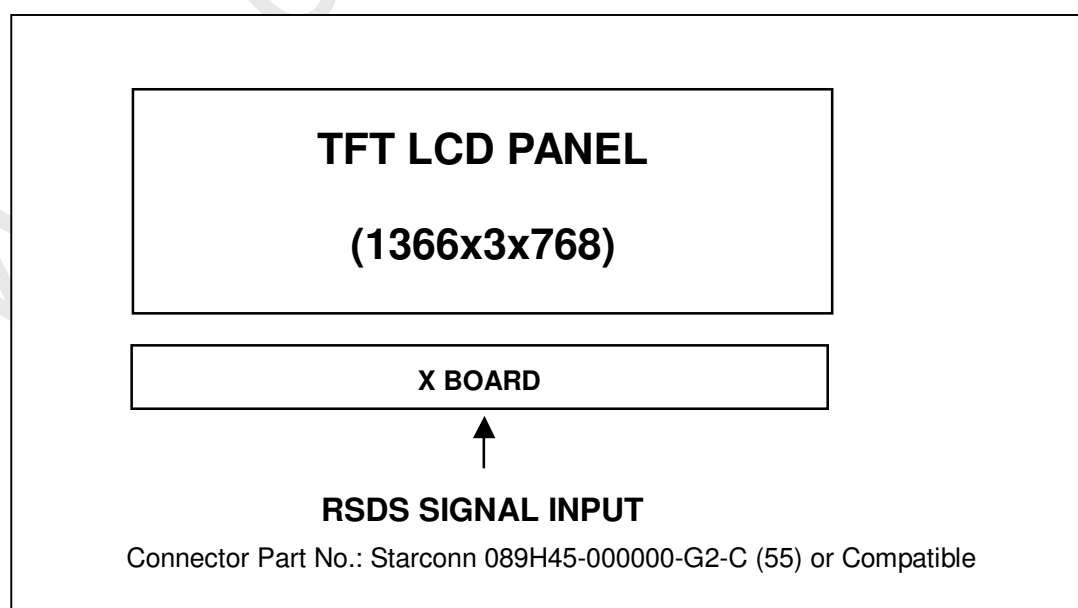 TFT LCD PANEL
(1366x3x768)
X BOARD
RSDS SIGNAL INPUT
Connector Part No.: Starconn 089H45-000000-G2-C (55) or Compatible